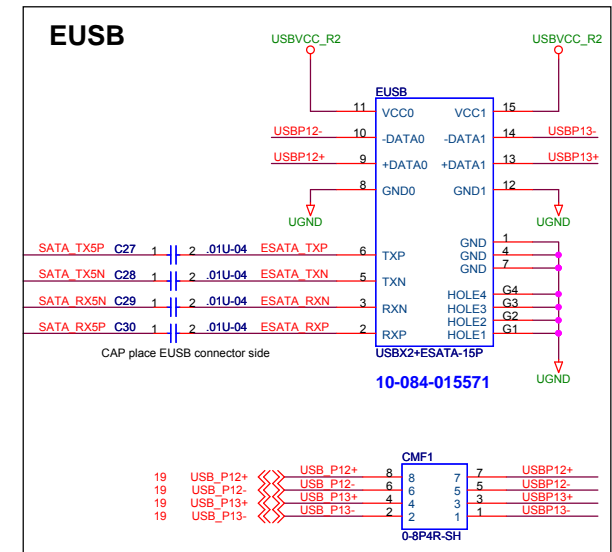 EUSB
USBVCC_R2 USBVCC_R2
EUSB
11 VCC0 VCC1 15
USBP12- 10 -DATA0 -DATA1 14 USBP13-
USBP12+ 9 +DATA0 +DATA1 13 USBP13+
8 GND0 GND1 12
UGND UGND
SATA_TX5P C27 1 2 .01U-04 ESATA_TXP 6 TXP GND 1
GND 4
SATA_TX5N C28 1 2 .01U-04 ESATA_TXN 5 TXN GND 7
SATA_RX5N C29 1 2 .01U-04 ESATA_RXN 3 RXN HOLE4 G4
HOLE3 G3
HOLE2 G2
SATA_RX5P C30 1 2 .01U-04 ESATA_RXP 2 RXP HOLE1 G1
CAP place EUSB connector side USBX2+ESATA-15P
10-084-015571 UGND
CMF1
19 USB_P12+ USB_P12+ 8 8 7 7 USBP12+
19 USB_P12- USB_P12- 6 6 5 5 USBP12-
19 USB_P13+ USB_P13+ 4 4 3 3 USBP13+
19 USB_P13- USB_P13- 2 2 1 1 USBP13-
0-8P4R-SH